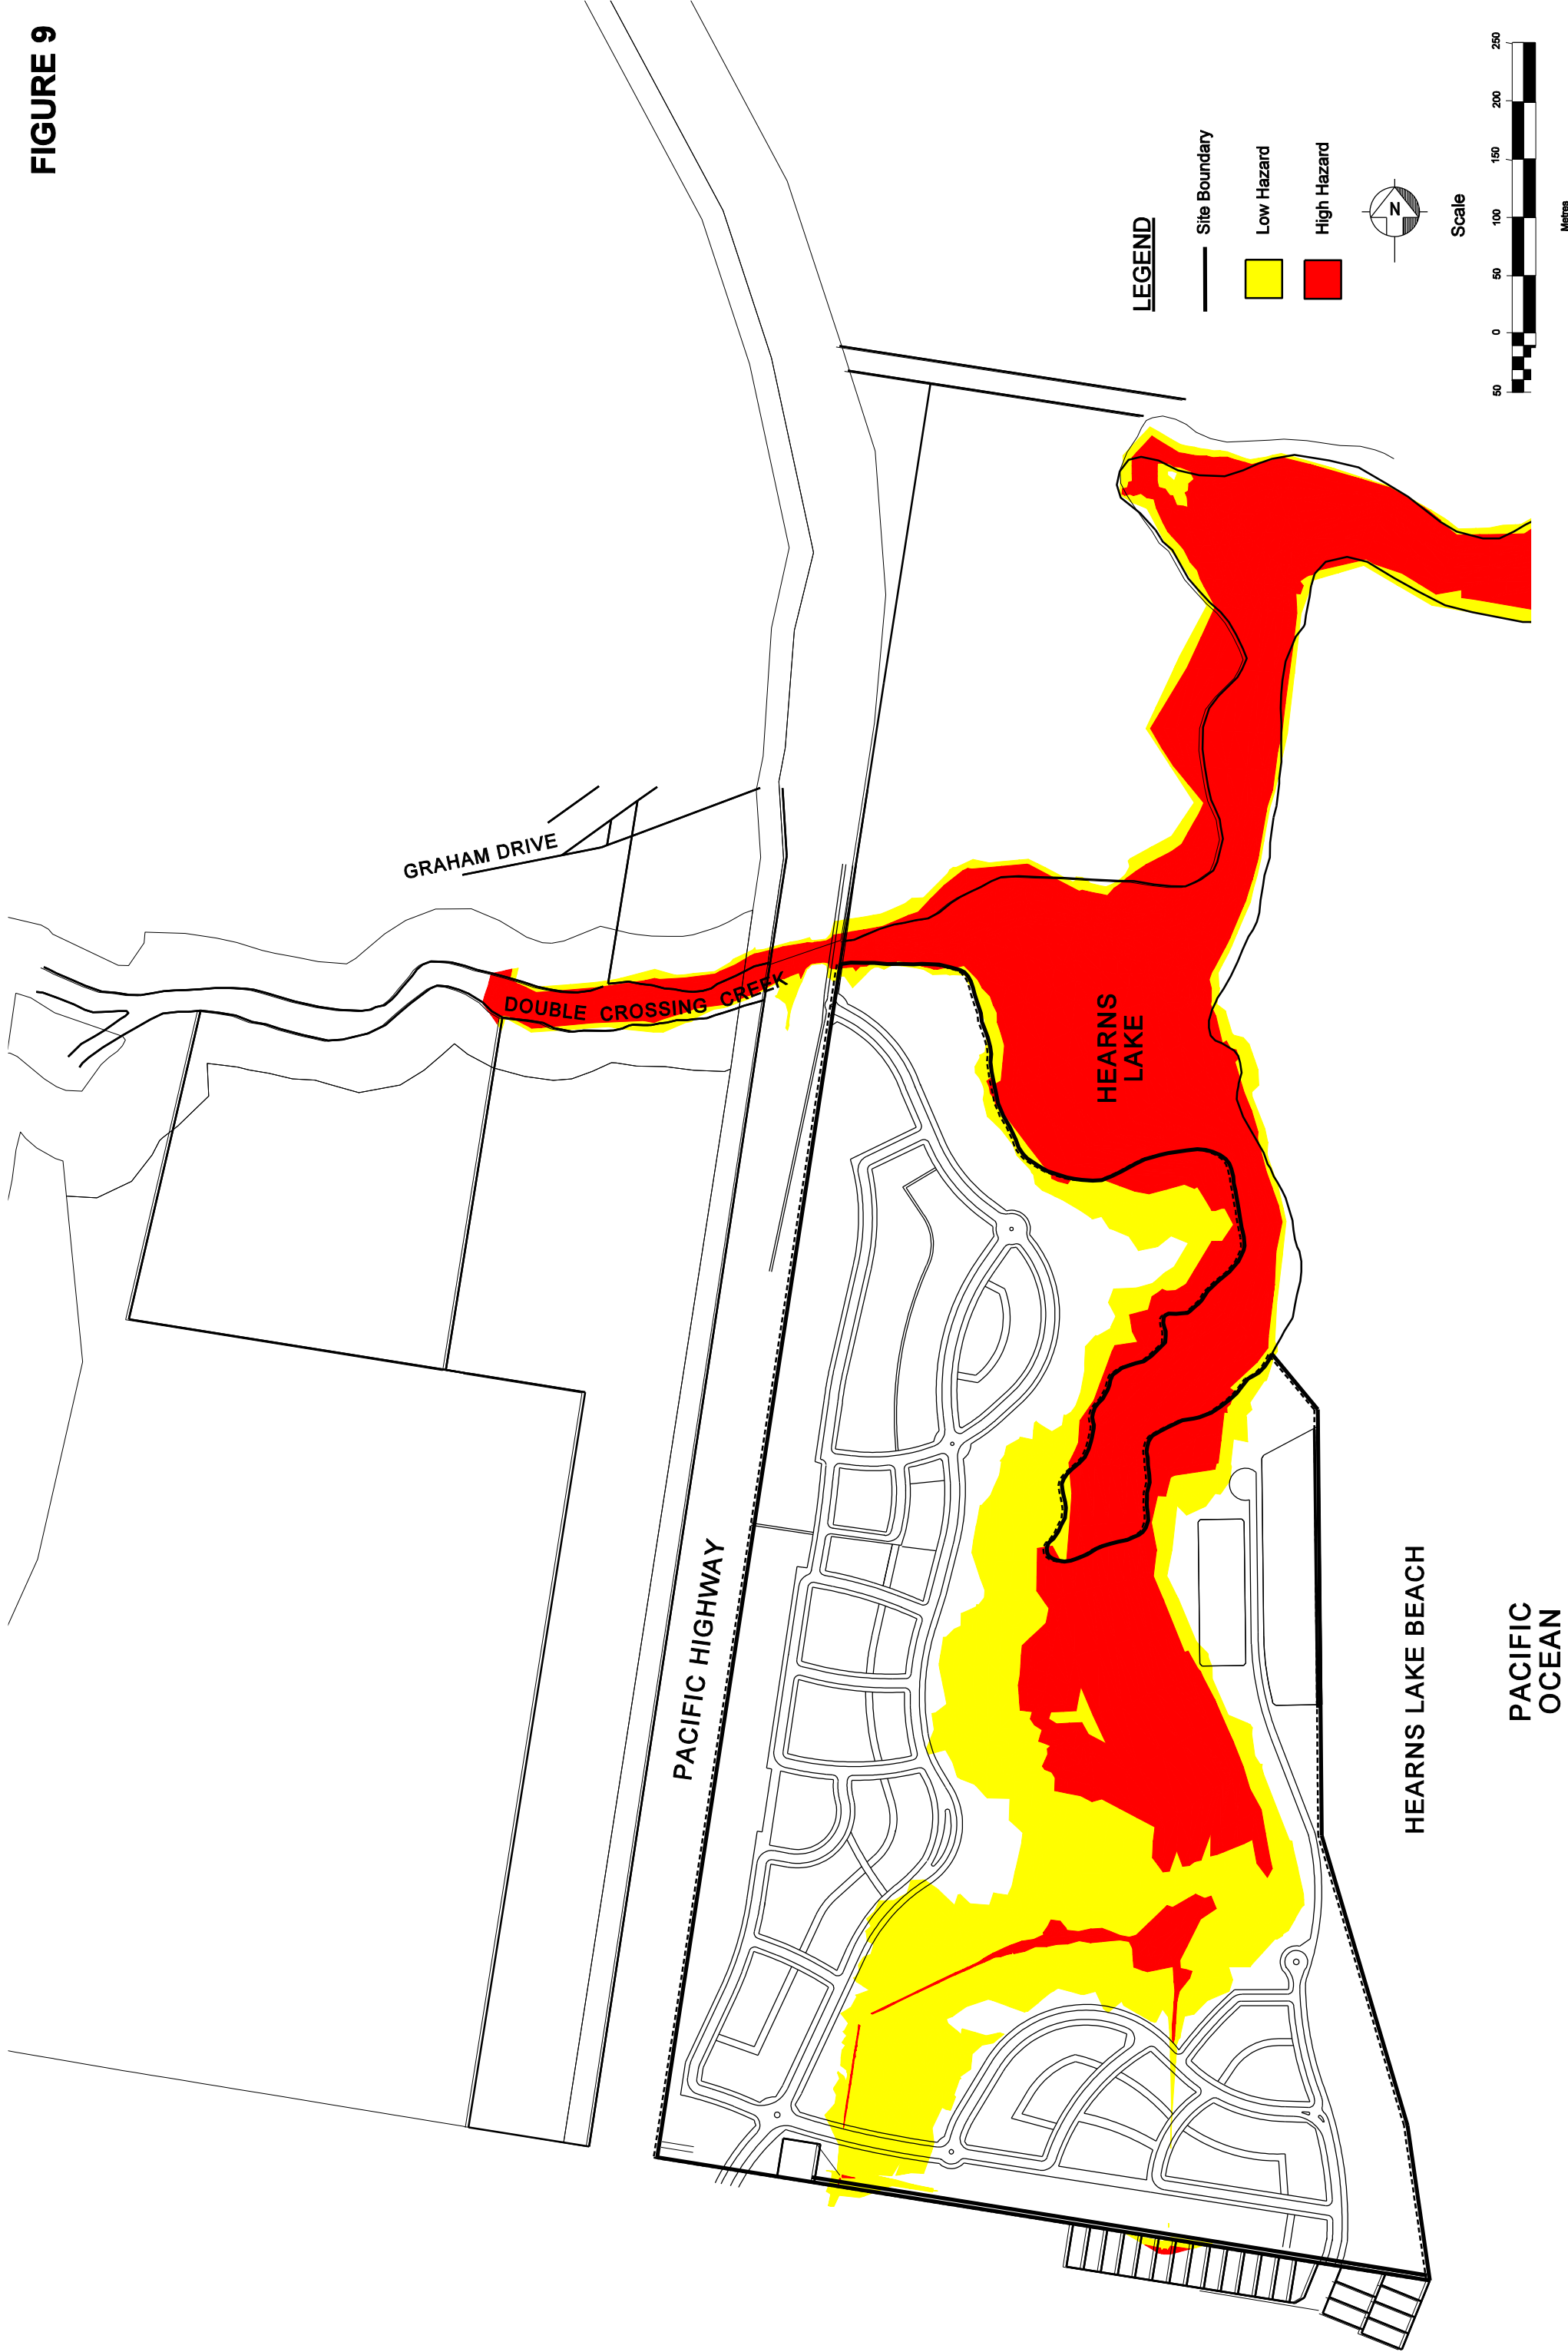 FIGURE 9
GRAHAM DRIVE
DOUBLE CROSSING CREEK
PACIFIC HIGHWAY
HEARNS
LAKE
HEARNS LAKE BEACH
PACIFIC
OCEAN
LEGEND
Site Boundary
Low Hazard
High Hazard
N
Scale
50 0 50 100 150 200 250
Metres